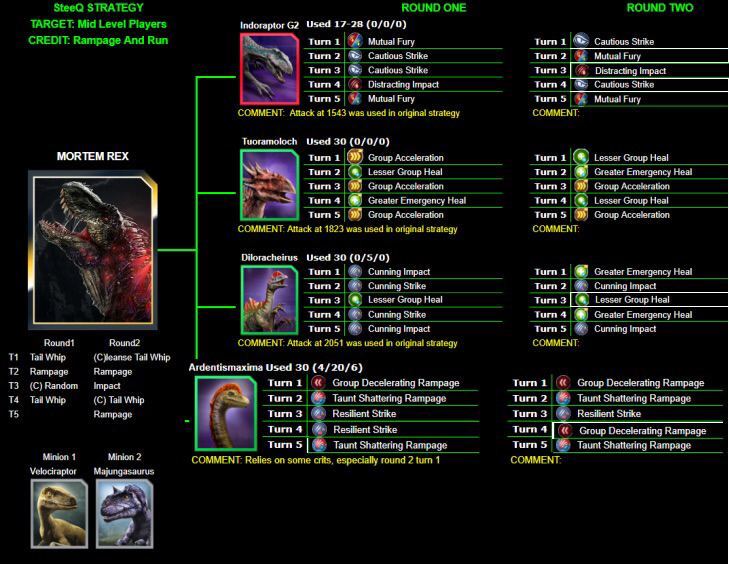 SteeQ STRATEGY
TARGET: Mid Level Players
CREDIT: Rampage And Run
ROUND ONE
ROUND TWO
Indoraptor G2 Used 17-28 (0/0/0)
Turn 1 Mutual Fury
Turn 2 Cautious Strike
Turn 3 Cautious Strike
Turn 4 Distracting Impact
Turn 5 Mutual Fury
Turn 1 Cautious Strike
Turn 2 Mutual Fury
Turn 3 Distracting Impact
Turn 4 Cautious Strike
Turn 5 Mutual Fury
COMMENT: Attack at 1543 was used in original strategy
COMMENT:
Tuoramoloch Used 30 (0/0/0)
Turn 1 Group Acceleration
Turn 2 Lesser Group Heal
Turn 3 Group Acceleration
Turn 4 Greater Emergency Heal
Turn 5 Group Acceleration
Turn 1 Lesser Group Heal
Turn 2 Greater Emergency Heal
Turn 3 Group Acceleration
Turn 4 Lesser Group Heal
Turn 5 Group Acceleration
COMMENT: Attack at 1823 was used in original strategy
COMMENT:
MORTEM REX
Diloracheirus Used 30 (0/5/0)
Turn 1 Cunning Impact
Turn 2 Cunning Strike
Turn 3 Lesser Group Heal
Turn 4 Cunning Strike
Turn 5 Cunning Impact
Turn 1 Greater Emergency Heal
Turn 2 Cunning Impact
Turn 3 Lesser Group Heal
Turn 4 Greater Emergency Heal
Turn 5 Cunning Impact
COMMENT: Attack at 2051 was used in original strategy
COMMENT:
Round1 Round2
T1 Tail Whip (C)leanse Tail Whip
T2 Rampage Rampage
T3 (C) Random Impact
T4 Tail Whip (C) Tail Whip
T5 Rampage
Ardentismaxima Used 30 (4/20/6)
Turn 1 Group Decelerating Rampage
Turn 2 Taunt Shattering Rampage
Turn 3 Resilient Strike
Turn 4 Resilient Strike
Turn 5 Taunt Shattering Rampage
Turn 1 Group Decelerating Rampage
Turn 2 Taunt Shattering Rampage
Turn 3 Resilient Strike
Turn 4 Group Decelerating Rampage
Turn 5 Taunt Shattering Rampage
COMMENT: Relies on some crits, especially round 2 turn 1
COMMENT:
Minion 1 Minion 2
Velociraptor Majungasaurus